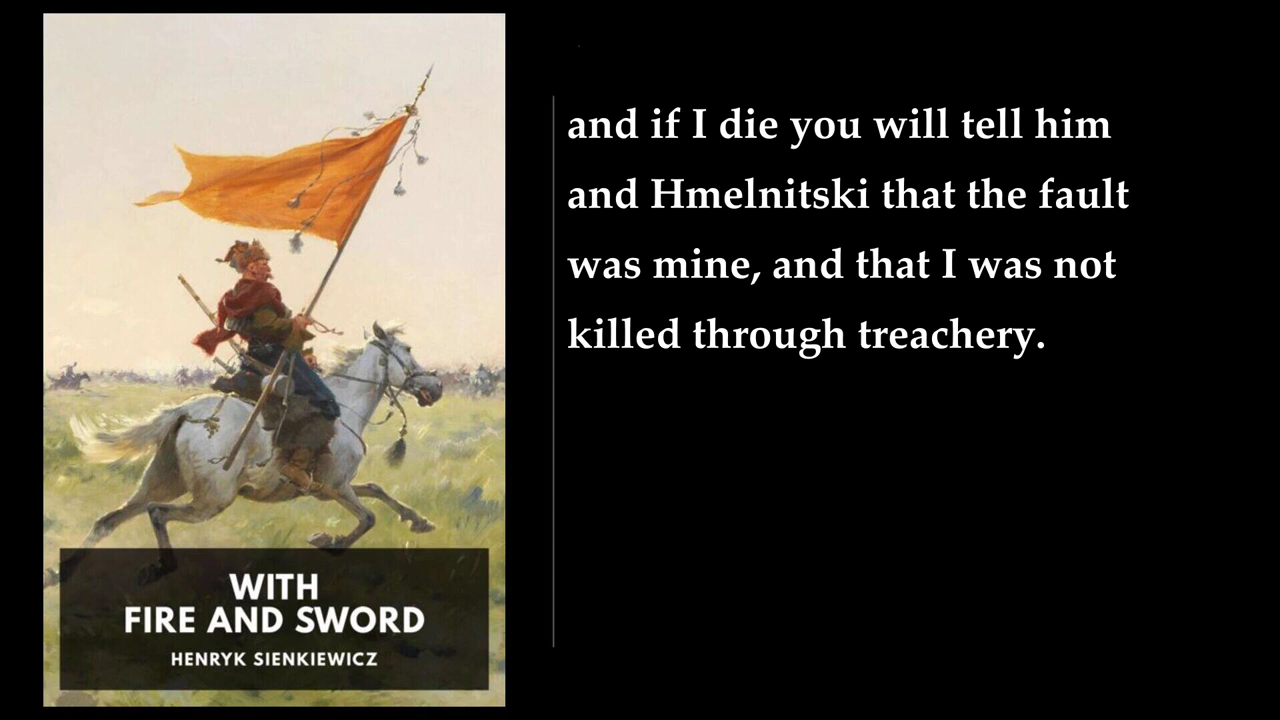 and if I die you will tell him
and Hmelnitski that the fault
was mine, and that I was not
killed through treachery.
WITH
FIRE AND SWORD
HENRYK SIENKIEWICZ